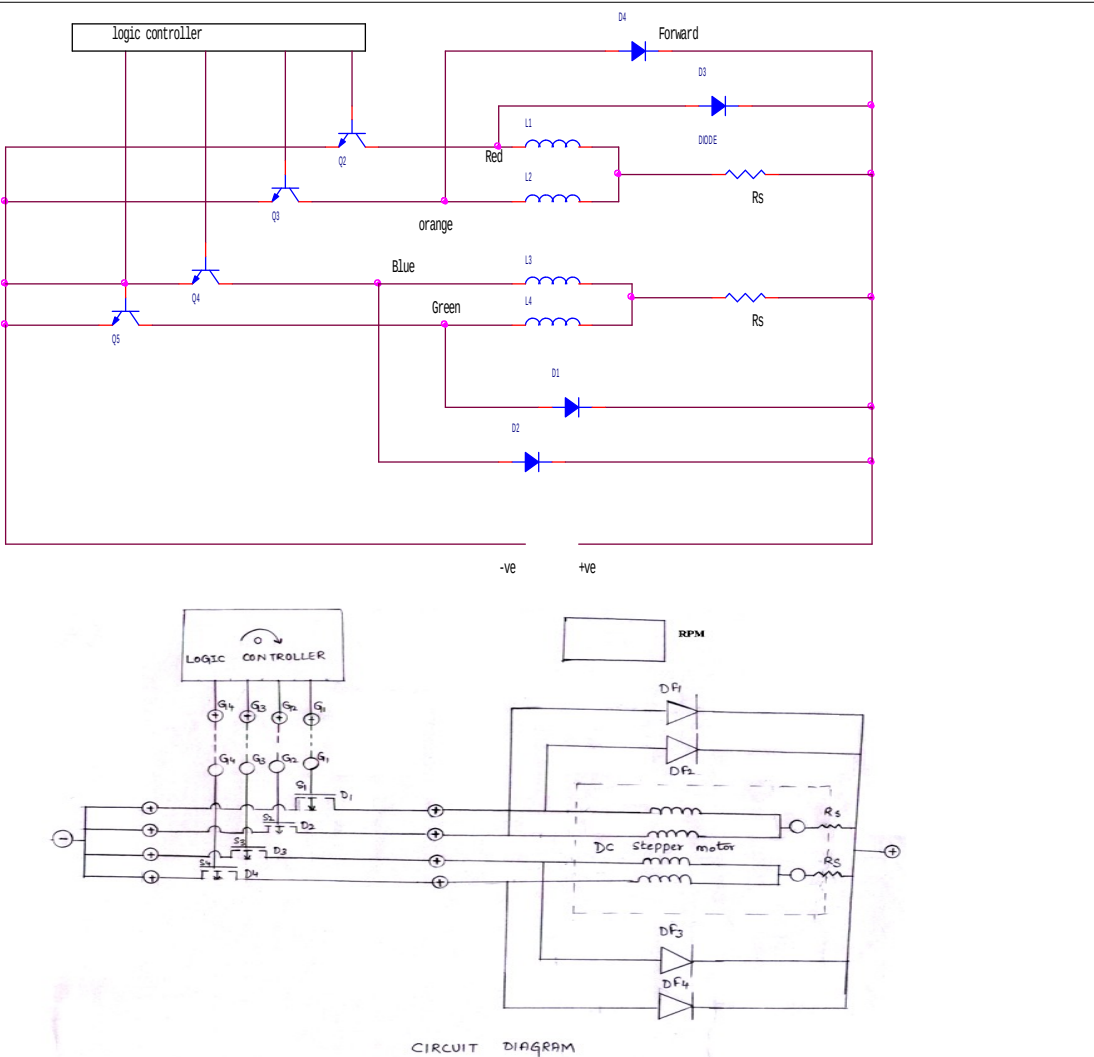 D4
logic controller
Forward
D3
L1
DIODE
Red
Q2
L2
Rs
Q3
orange
L3
Blue
Q4
L4
Green
Rs
Q5
D1
D2
-ve +ve
RPM
LOGIC CONTROLLER
DF1
G4 G3 G2 G1
DF2
G4 G3 G2 G1
S1 D1
Rs
S2 D2
DC Stepper motor
S3 D3
Rs
S4 D4
DF3
DF4
CIRCUIT DIAGRAM